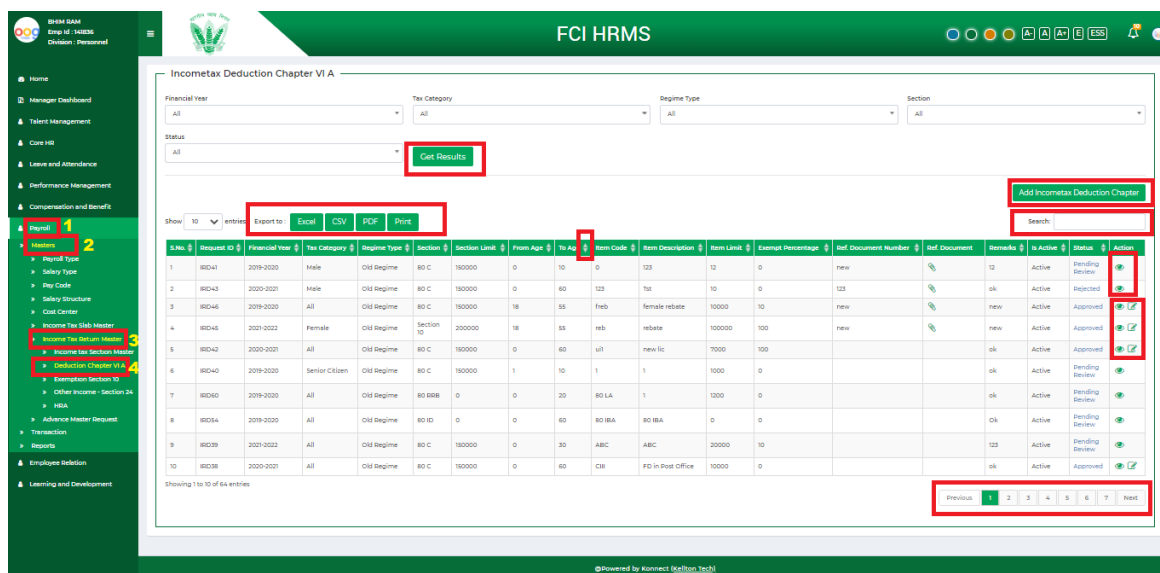 BHIM RAM
Emp Id : 141836
Division : Personnel
FCI HRMS
A- A A+ E ESS
Home
Manager Dashboard
Talent Management
Core HR
Leave and Attendance
Performance Management
Compensation and Benefit
Payroll 1
Masters 2
Payroll Type
Salary Type
Pay Code
Salary Structure
Cost Center
Income Tax Slab Master
Income Tax Return Master 3
Income tax Section Master
Deduction Chapter VI A 4
Exemption Section 10
Other Income - Section 24
HRA
Advance Master Request
Transaction
Reports
Employee Relation
Learning and Development
Incometax Deduction Chapter VI A
Financial Year Tax Category Regime Type Section
All All All All
Status
All Get Results
Add Incometax Deduction Chapter
Show 10 entries Export to : Excel CSV PDF Print Search:
S.No. Request ID Financial Year Tax Category Regime Type Section Section Limit From Age To Age Item Code Item Description Item Limit Exempt Percentage Ref. Document Number Ref. Document Remarks Is Active Status Action
1 IRD41 2019-2020 Male Old Regime 80 C 150000 0 10 0 123 12 0 new 12 Active Pending Review
2 IRD43 2020-2021 Male Old Regime 80 C 150000 0 60 123 Tst 10 0 123 ok Active Rejected
3 IRD46 2019-2020 All Old Regime 80 C 150000 18 55 freb female rebate 10000 10 new new Active Approved
4 IRD45 2021-2022 Female Old Regime Section 10 200000 18 55 reb rebate 100000 100 new new Active Approved
5 IRD42 2020-2021 All Old Regime 80 C 150000 0 60 ui1 new lic 7000 100 ok Active Approved
6 IRD40 2019-2020 Senior Citizen Old Regime 80 C 150000 1 10 1 1 1000 0 ok Active Pending Review
7 IRD60 2019-2020 All Old Regime 80 RRB 0 0 20 80 LA 1 1200 0 ok Active Pending Review
8 IRD54 2019-2020 All Old Regime 80 ID 0 0 60 80 IBA 80 IBA 0 0 Ok Active Pending Review
9 IRD39 2021-2022 All Old Regime 80 C 150000 0 30 ABC ABC 20000 10 123 Active Pending Review
10 IRD38 2020-2021 All Old Regime 80 C 150000 0 60 CIII FD in Post Office 10000 0 ok Active Approved
Showing 1 to 10 of 64 entries
Previous 1 2 3 4 5 6 7 Next
@Powered by Konnect (Kellton Tech)